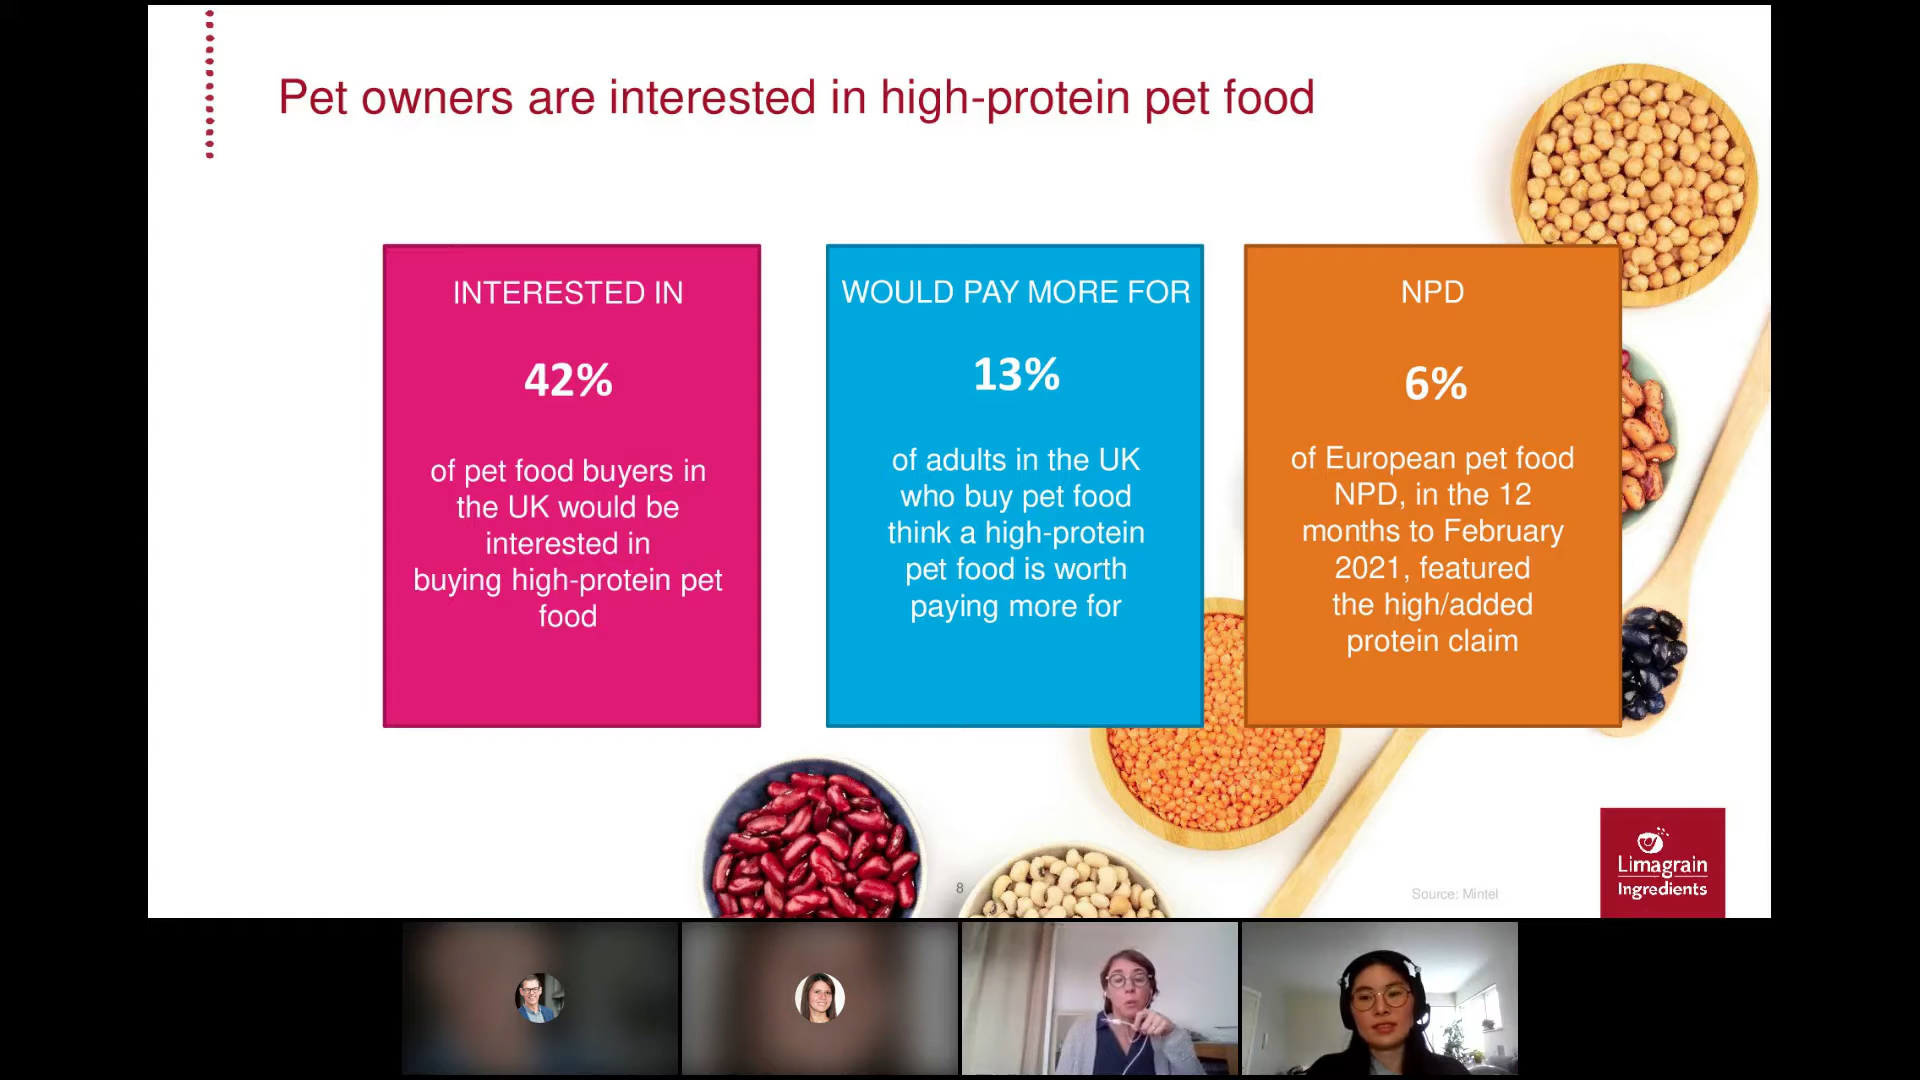 Pet owners are interested in high-protein pet food
INTERESTED IN
42%
of pet food buyers in
the UK would be
interested in
buying high-protein pet
food
WOULD PAY MORE FOR
13%
of adults in the UK
who buy pet food
think a high-protein
pet food is worth
paying more for
NPD
6%
of European pet food
NPD, in the 12
months to February
2021, featured
the high/added
protein claim
8
Source: Mintel
Limagrain
Ingredients